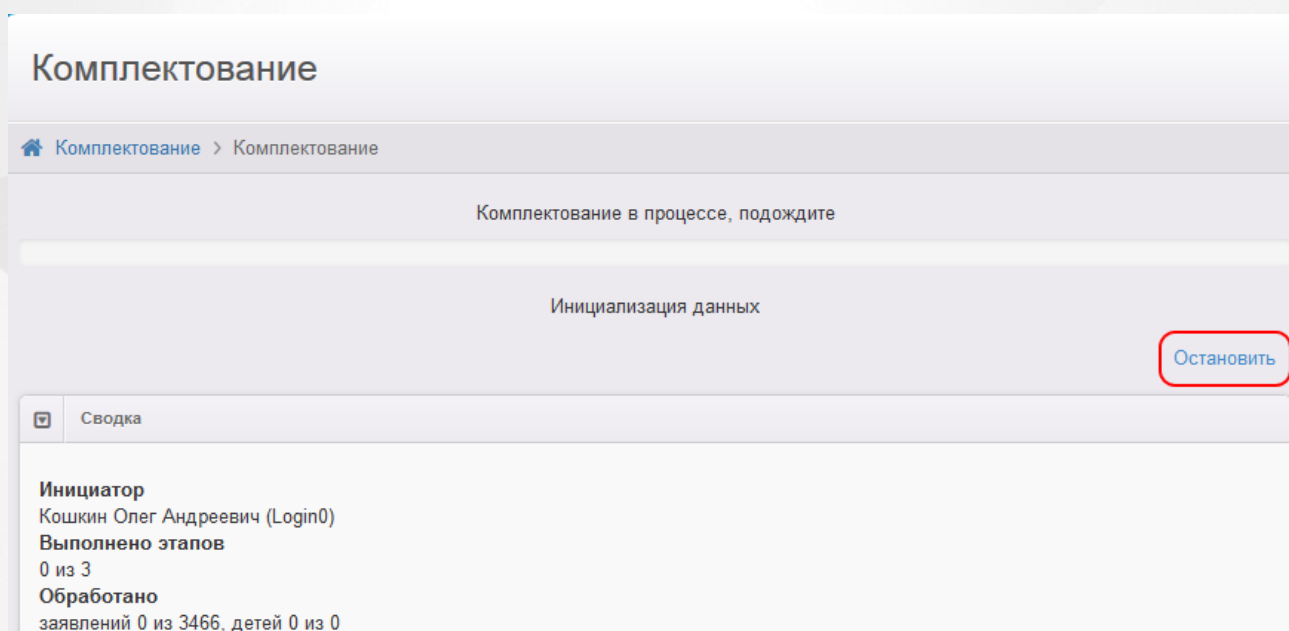 Комплектование
Комплектование > Комплектование
Комплектование в процессе, подождите
Инициализация данных
Остановить
Сводка
Инициатор
Кошкин Олег Андреевич (Login0)
Выполнено этапов
0 из 3
Обработано
заявлений 0 из 3466, детей 0 из 0